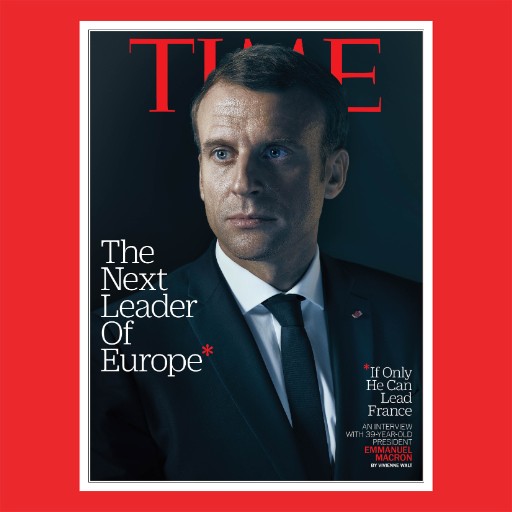 TIME
The
Next
Leader
Of
Europe*
*If Only
He Can
Lead
France
AN INTERVIEW
WITH 39-YEAR-OLD
PRESIDENT
EMMANUEL
MACRON
BY VIVIENNE WALT